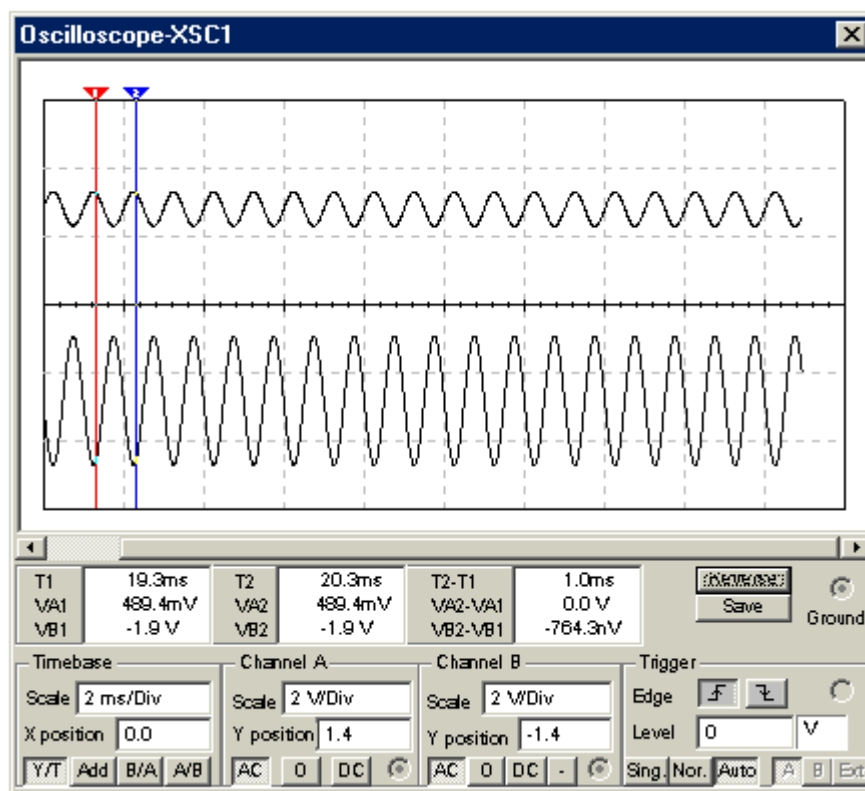 Oscilloscope-XSC1
1 2
T1 19.3ms T2 20.3ms T2-T1 1.0ms Reverse
VA1 489.4mV VA2 489.4mV VA2-VA1 0.0 V Save
VB1 -1.9 V VB2 -1.9 V VB2-VB1 -764.3nV Ground
Timebase Channel A Channel B Trigger
Scale 2 ms/Div Scale 2 V/Div Scale 2 V/Div Edge
X position 0.0 Y position 1.4 Y position -1.4 Level 0 V
Y/T Add B/A A/B AC 0 DC AC 0 DC - Sing. Nor. Auto A B Ext